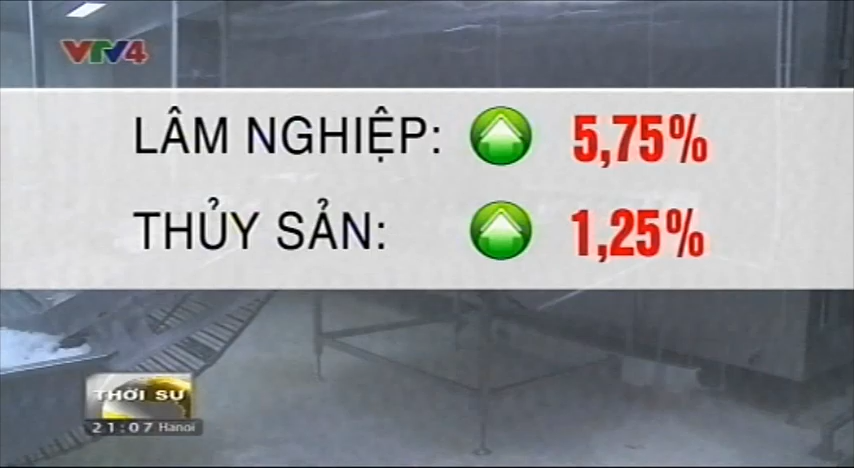 VTV4
LÂM NGHIỆP: 5,75%
THỦY SẢN: 1,25%
THỜI SỰ
21:07 Hanoi